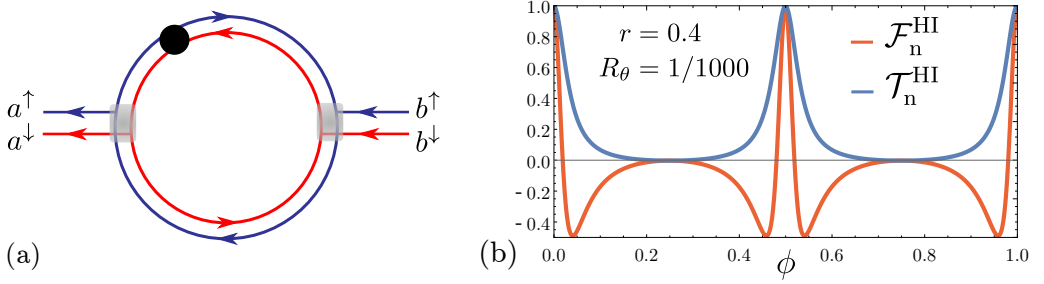 a↑
a↓
b↑
b↓
(a)
r = 0.4
R_θ = 1/1000
ℱ_n^HI
𝒯_n^HI
1.0
0.8
0.6
0.4
0.2
0.0
-0.2
-0.4
0.0 0.2 0.4 0.6 0.8 1.0
ϕ
(b)